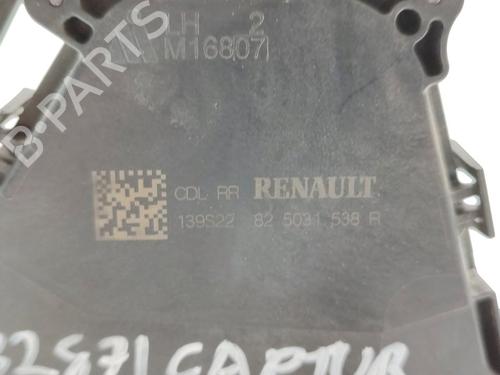 LH 2
M16807
B-PARTS
CDL RR RENAULT
139S22 82 5031 538 R
CAPTUR